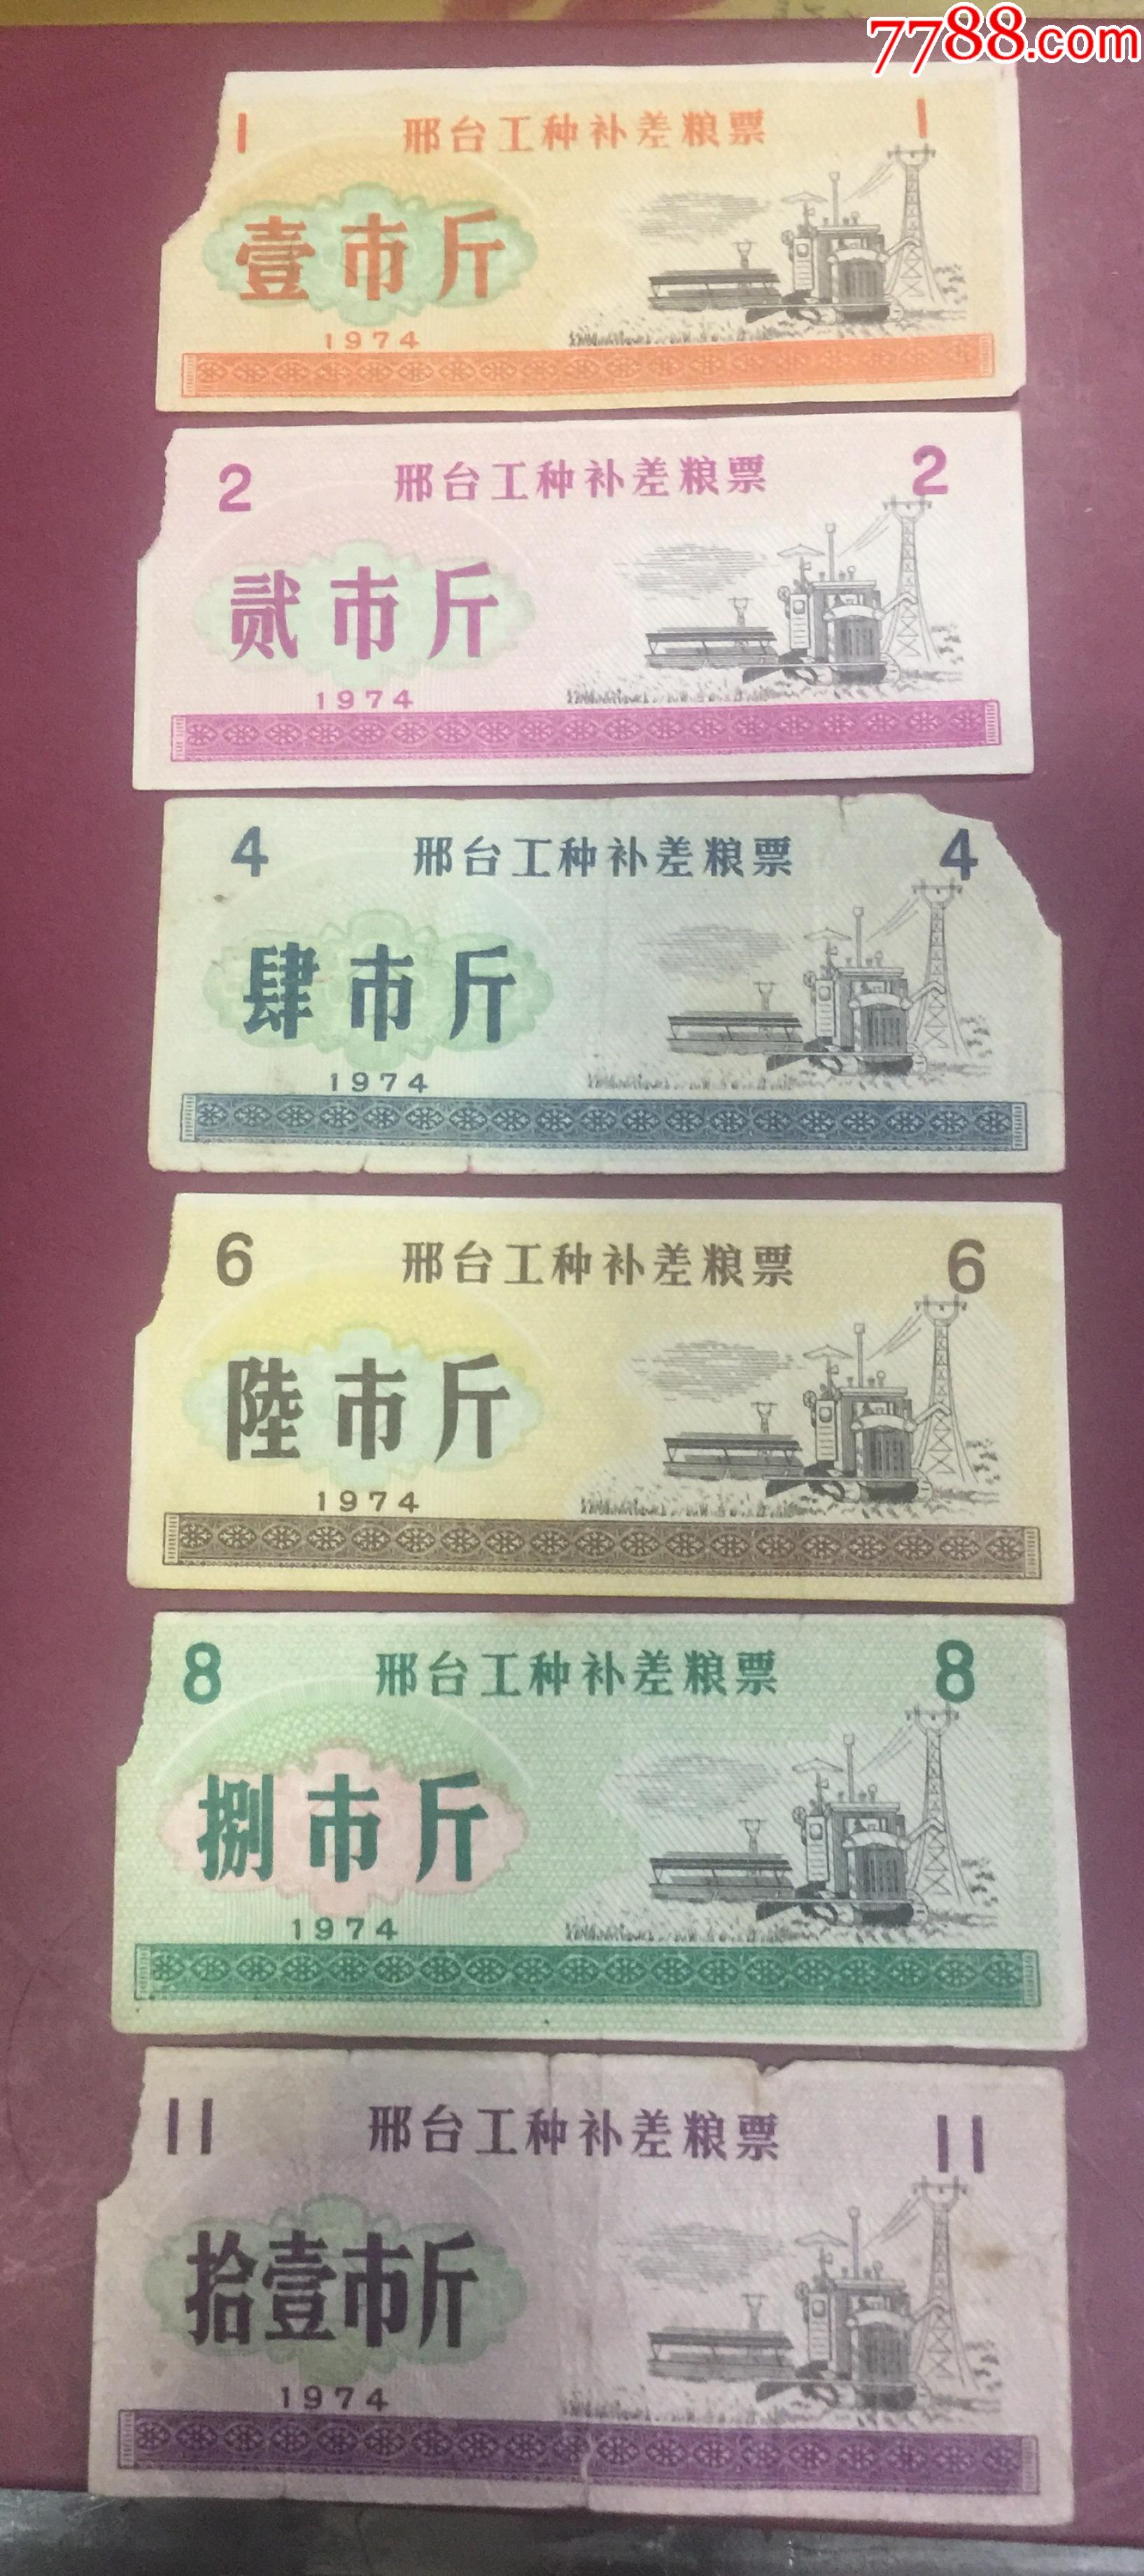 7788.com
1 邢台工种补差粮票 1
壹市斤
1974
2 邢台工种补差粮票 2
贰市斤
1974
4 邢台工种补差粮票 4
肆市斤
1974
6 邢台工种补差粮票 6
陸市斤
1974
8 邢台工种补差粮票 8
捌市斤
1974
11 邢台工种补差粮票 11
拾壹市斤
1974